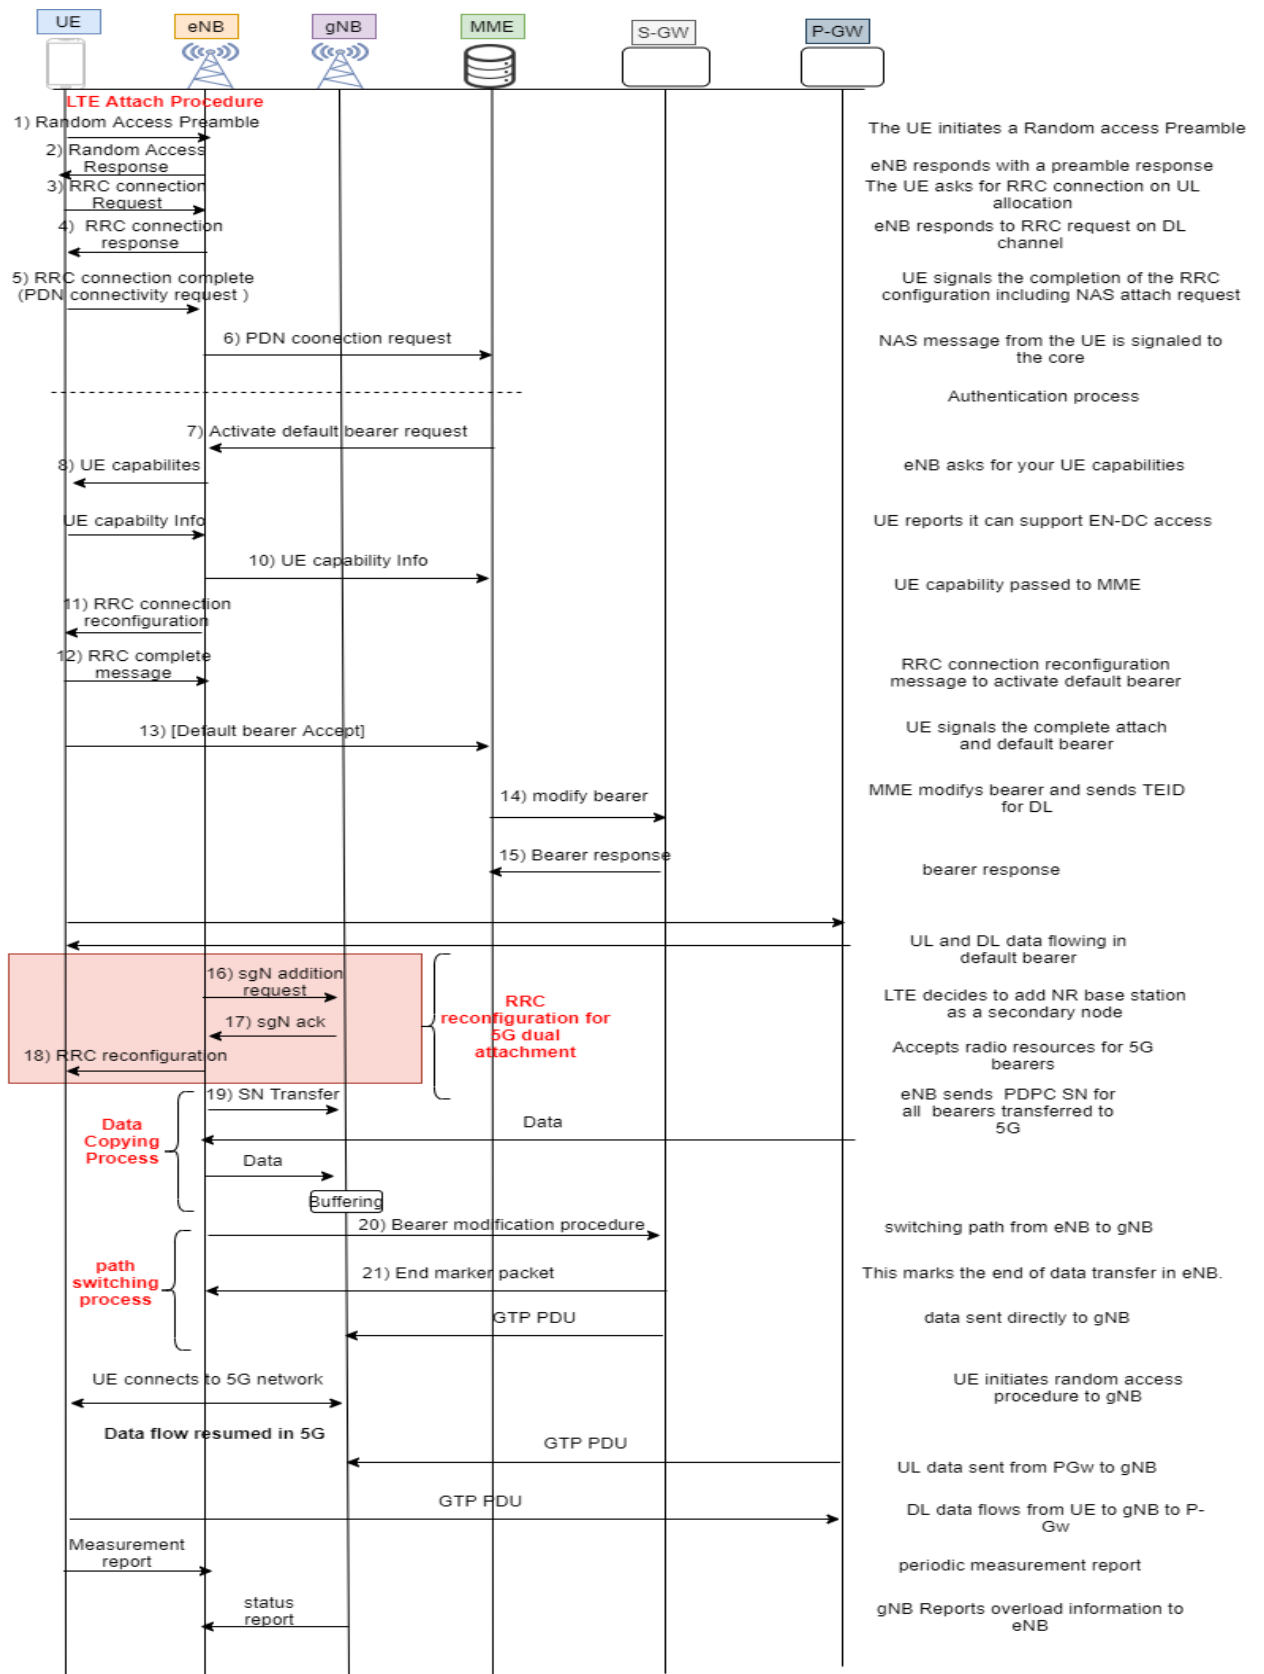 UE
eNB
gNB
MME
S-GW
P-GW
LTE Attach Procedure
1) Random Access Preamble
The UE initiates a Random access Preamble
2) Random Access
Response
eNB responds with a preamble response
3) RRC connection
Request
The UE asks for RRC connection on UL
allocation
4) RRC connection
response
eNB responds to RRC request on DL
channel
5) RRC connection complete
(PDN connectivity request )
UE signals the completion of the RRC
configuration including NAS attach request
6) PDN coonection request
NAS message from the UE is signaled to
the core
Authentication process
7) Activate default bearer request
8) UE capabilites
eNB asks for your UE capabilities
UE capabilty Info
UE reports it can support EN-DC access
10) UE capability Info
UE capability passed to MME
11) RRC connection
reconfiguration
12) RRC complete
message
RRC connection reconfiguration
message to activate default bearer
13) [Default bearer Accept]
UE signals the complete attach
and default bearer
14) modify bearer
MME modifys bearer and sends TEID
for DL
15) Bearer response
bearer response
UL and DL data flowing in
default bearer
16) sgN addition
request
RRC
reconfiguration for
5G dual
attachment
LTE decides to add NR base station
as a secondary node
17) sgN ack
18) RRC reconfiguration
Accepts radio resources for 5G
bearers
19) SN Transfer
eNB sends PDPC SN for
all bearers transferred to
5G
Data
Copying
Process
Data
Data
Buffering
20) Bearer modification procedure
switching path from eNB to gNB
path
switching
process
21) End marker packet
This marks the end of data transfer in eNB.
GTP PDU
data sent directly to gNB
UE connects to 5G network
UE initiates random access
procedure to gNB
Data flow resumed in 5G
GTP PDU
UL data sent from PGw to gNB
GTP PDU
DL data flows from UE to gNB to P-
Gw
Measurement
report
periodic measurement report
status
report
gNB Reports overload information to
eNB